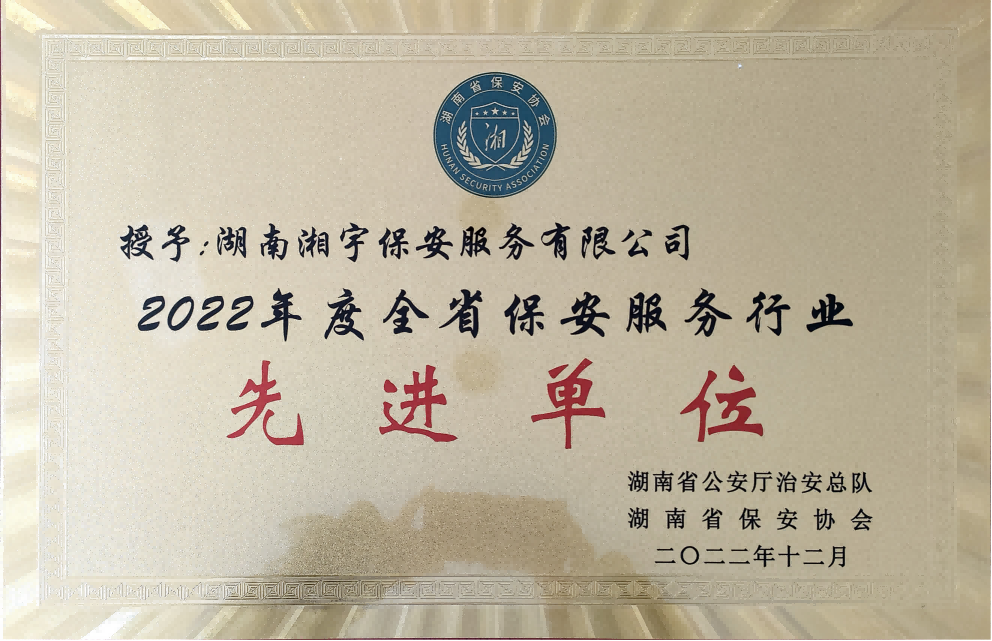 湖南省保安协会
湘
HUNAN SECURITY ASSOCIATION
授予:湖南湘宇保安服务有限公司
2022年度全省保安服务行业
先进单位
湖南省公安厅治安总队
湖南省保安协会
二〇二二年十二月